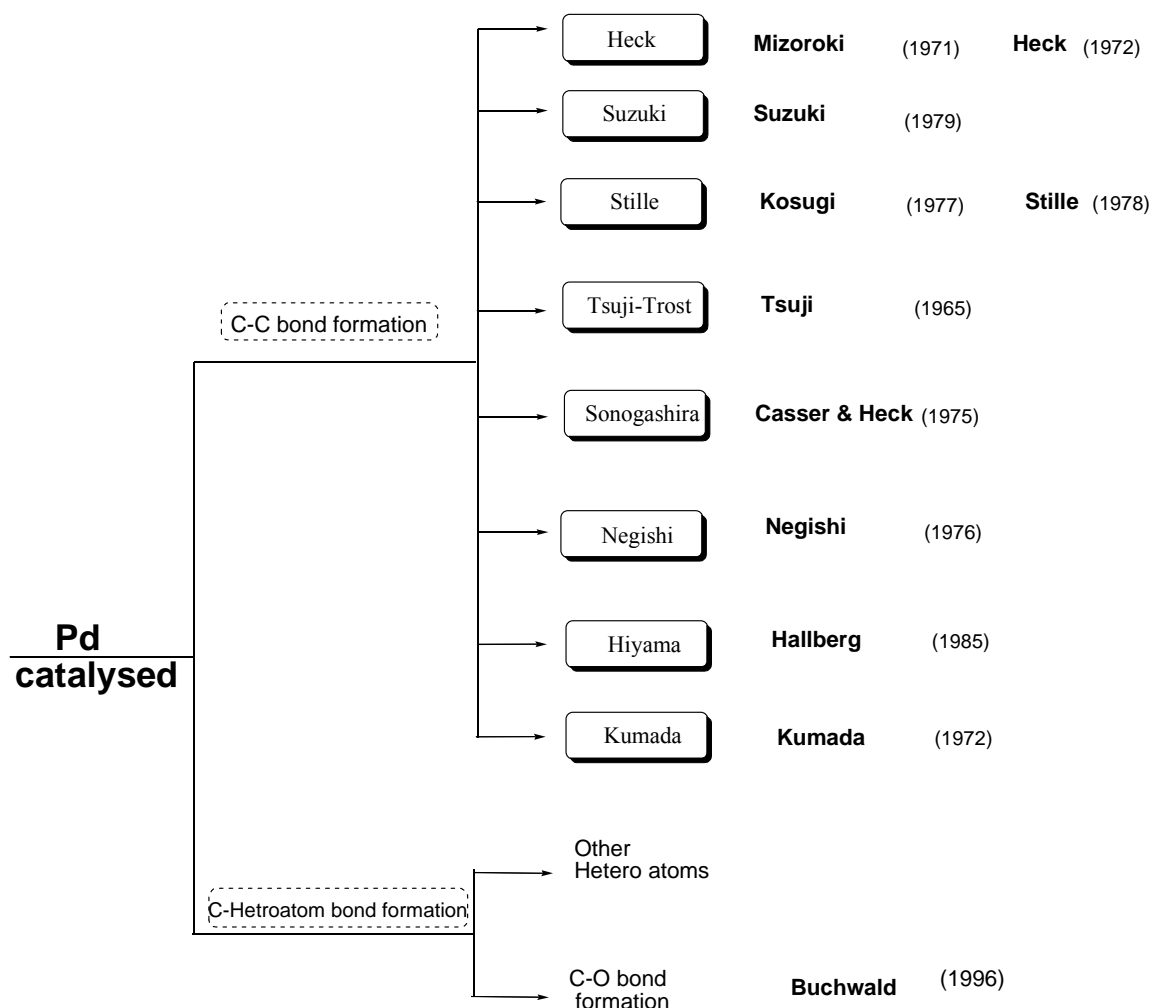 Heck Mizoroki (1971) Heck (1972)
Suzuki Suzuki (1979)
Stille Kosugi (1977) Stille (1978)
Tsuji-Trost Tsuji (1965)
C-C bond formation
Sonogashira Casser & Heck (1975)
Negishi Negishi (1976)
Pd
catalysed
Hiyama Hallberg (1985)
Kumada Kumada (1972)
Other
Hetero atoms
C-Hetroatom bond formation
C-O bond
formation
Buchwald (1996)